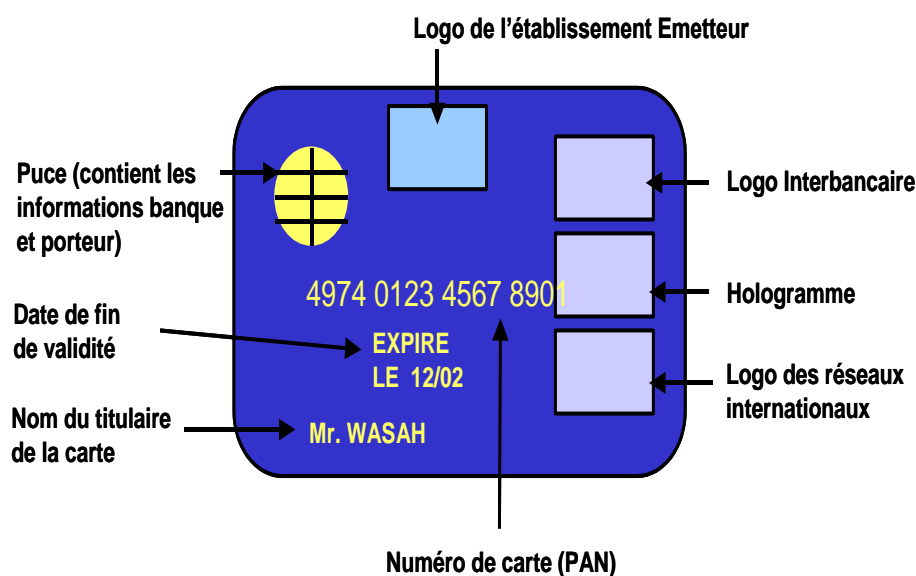 Logo de l'établissement Emetteur
Puce (contient les
informations banque
et porteur)
Logo Interbancaire
4974 0123 4567 8901
Hologramme
Date de fin
de validité
EXPIRE
LE 12/02
Logo des réseaux
internationaux
Nom du titulaire
de la carte
Mr. WASAH
Numéro de carte (PAN)